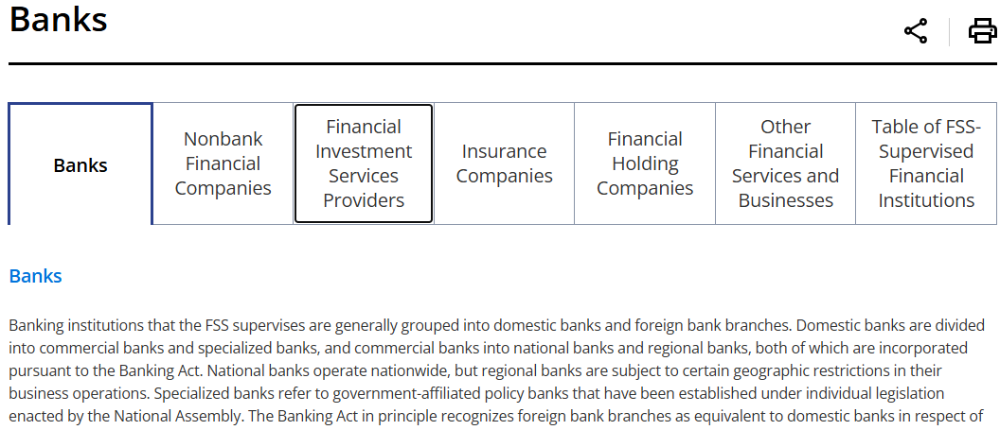 Banks
Banks
Nonbank
Financial
Companies
Financial
Investment
Services
Providers
Insurance
Companies
Financial
Holding
Companies
Other
Financial
Services and
Businesses
Table of FSS-
Supervised
Financial
Institutions
Banks
Banking institutions that the FSS supervises are generally grouped into domestic banks and foreign bank branches. Domestic banks are divided
into commercial banks and specialized banks, and commercial banks into national banks and regional banks, both of which are incorporated
pursuant to the Banking Act. National banks operate nationwide, but regional banks are subject to certain geographic restrictions in their
business operations. Specialized banks refer to government-affiliated policy banks that have been established under individual legislation
enacted by the National Assembly. The Banking Act in principle recognizes foreign bank branches as equivalent to domestic banks in respect of